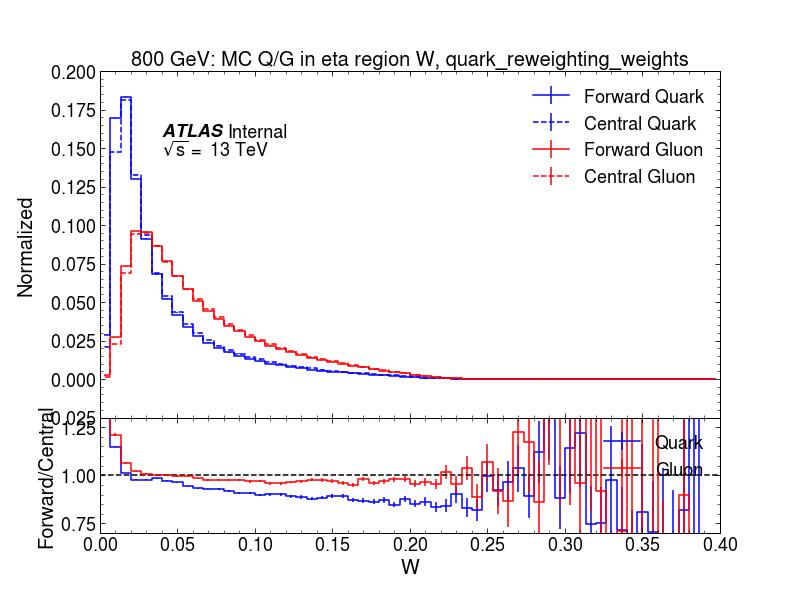 800 GeV: MC Q/G in eta region W, quark_reweighting_weights
0.200
0.175
0.150
0.125
0.100
0.075
0.050
0.025
0.000
0.025
Normalized
ATLAS Internal
√s = 13 TeV
Forward Quark
Central Quark
Forward Gluon
Central Gluon
1.25
1.00
0.75
Forward/Central
Quark
Gluon
0.00 0.05 0.10 0.15 0.20 0.25 0.30 0.35 0.40
W